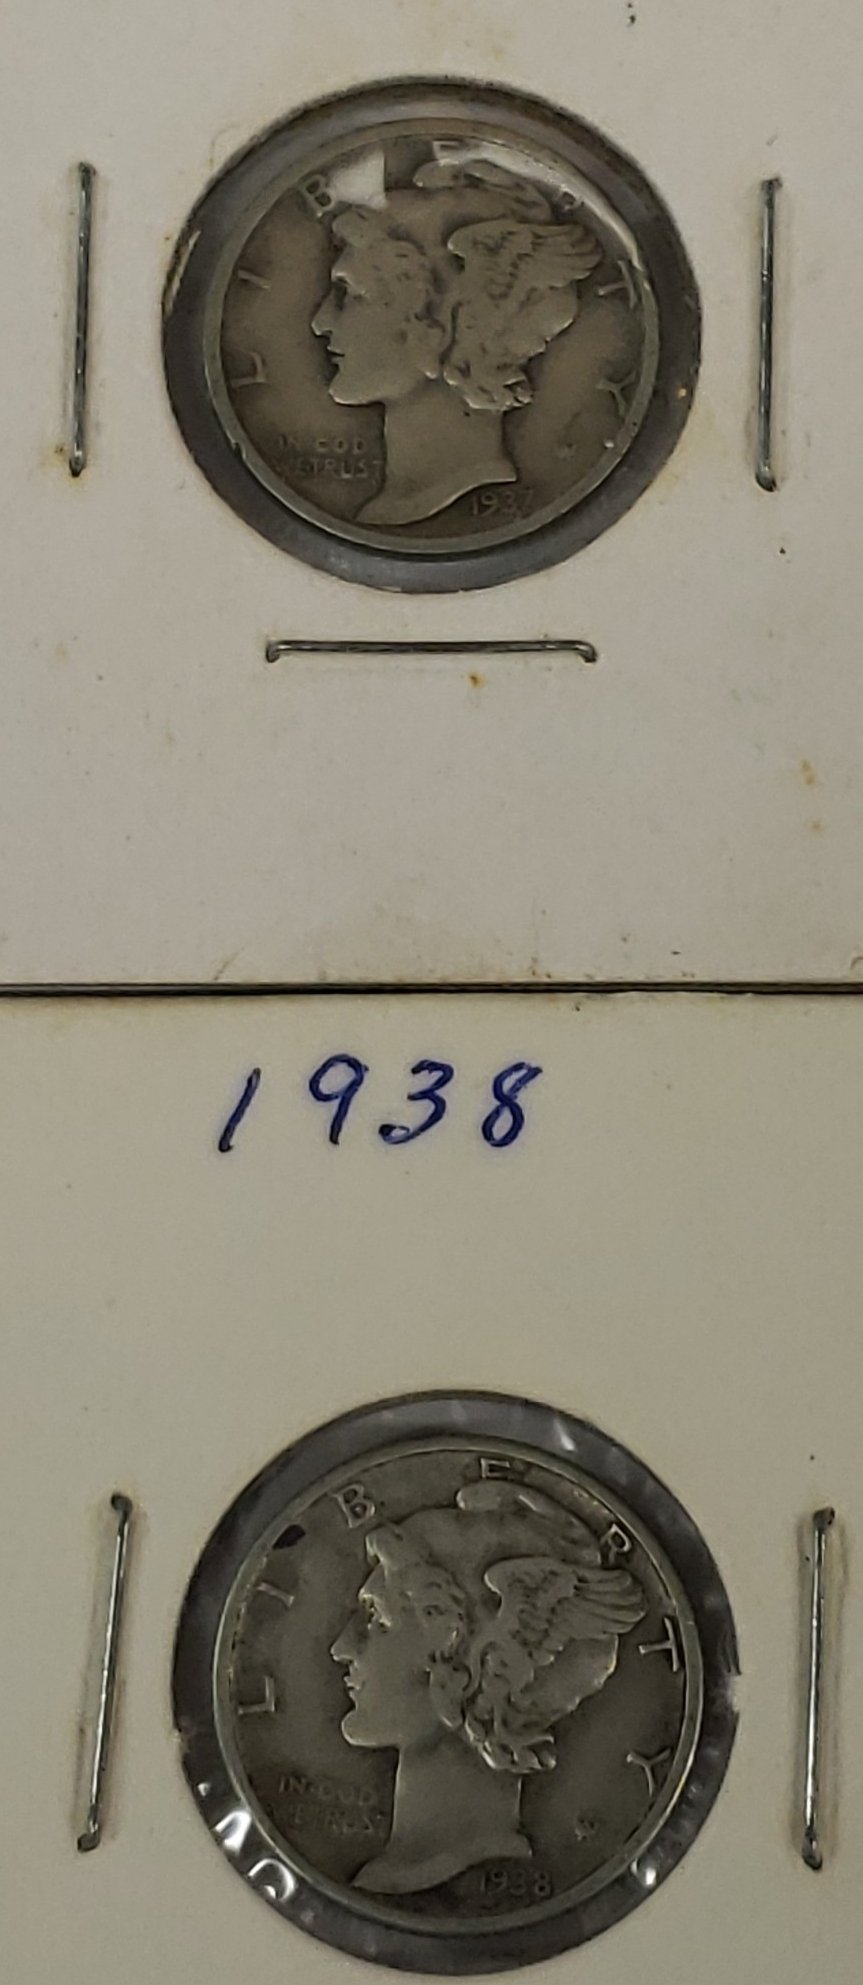 LIBERTY
IN GOD
WE TRUST
1937
1938
LIBERTY
IN GOD
WE TRUST
1938